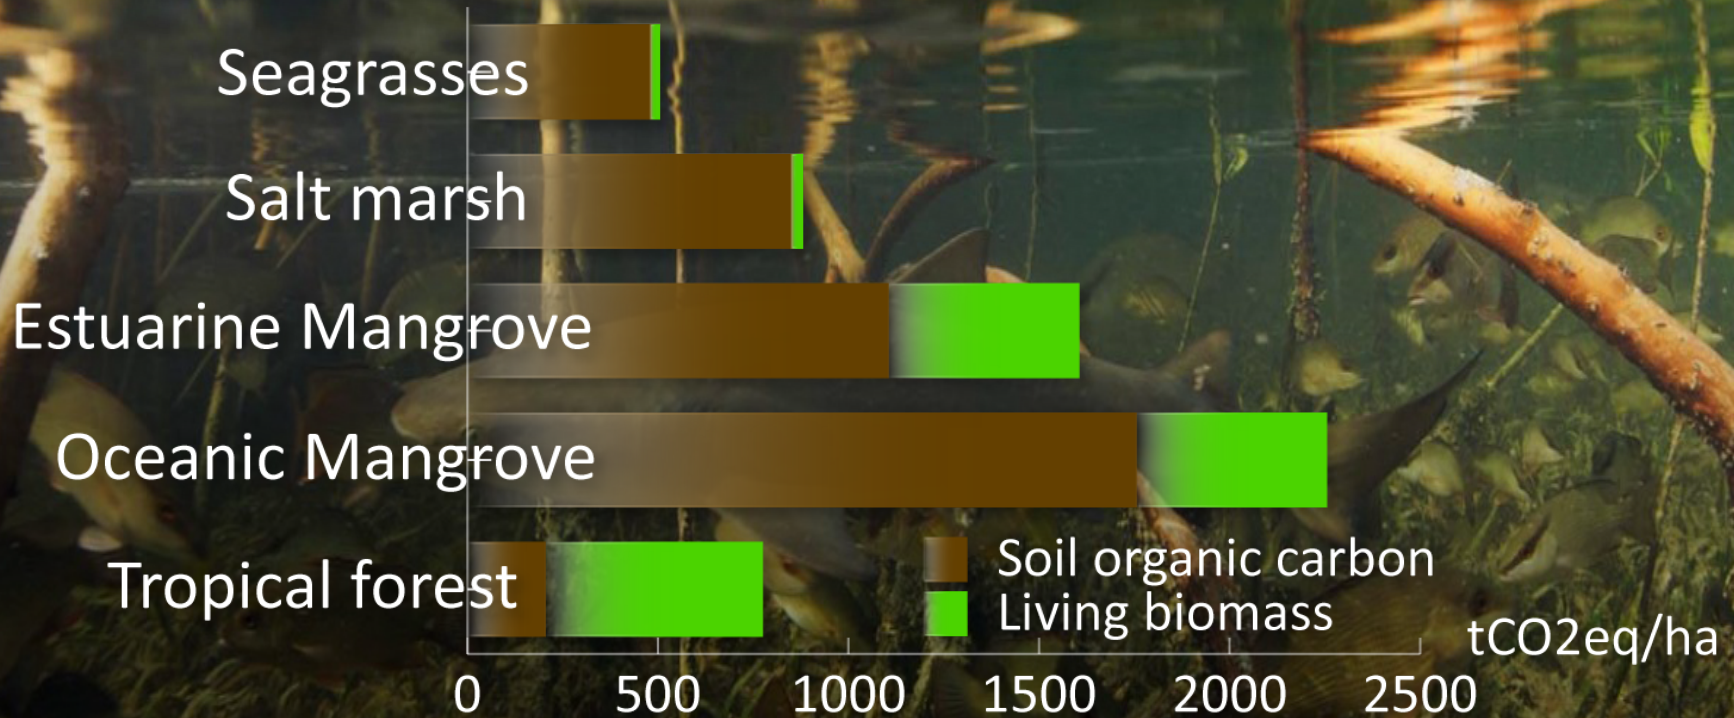 Seagrasses
Salt marsh
Estuarine Mangrove
Oceanic Mangrove
Tropical forest
Soil organic carbon
Living biomass
tCO2eq/ha
0 500 1000 1500 2000 2500